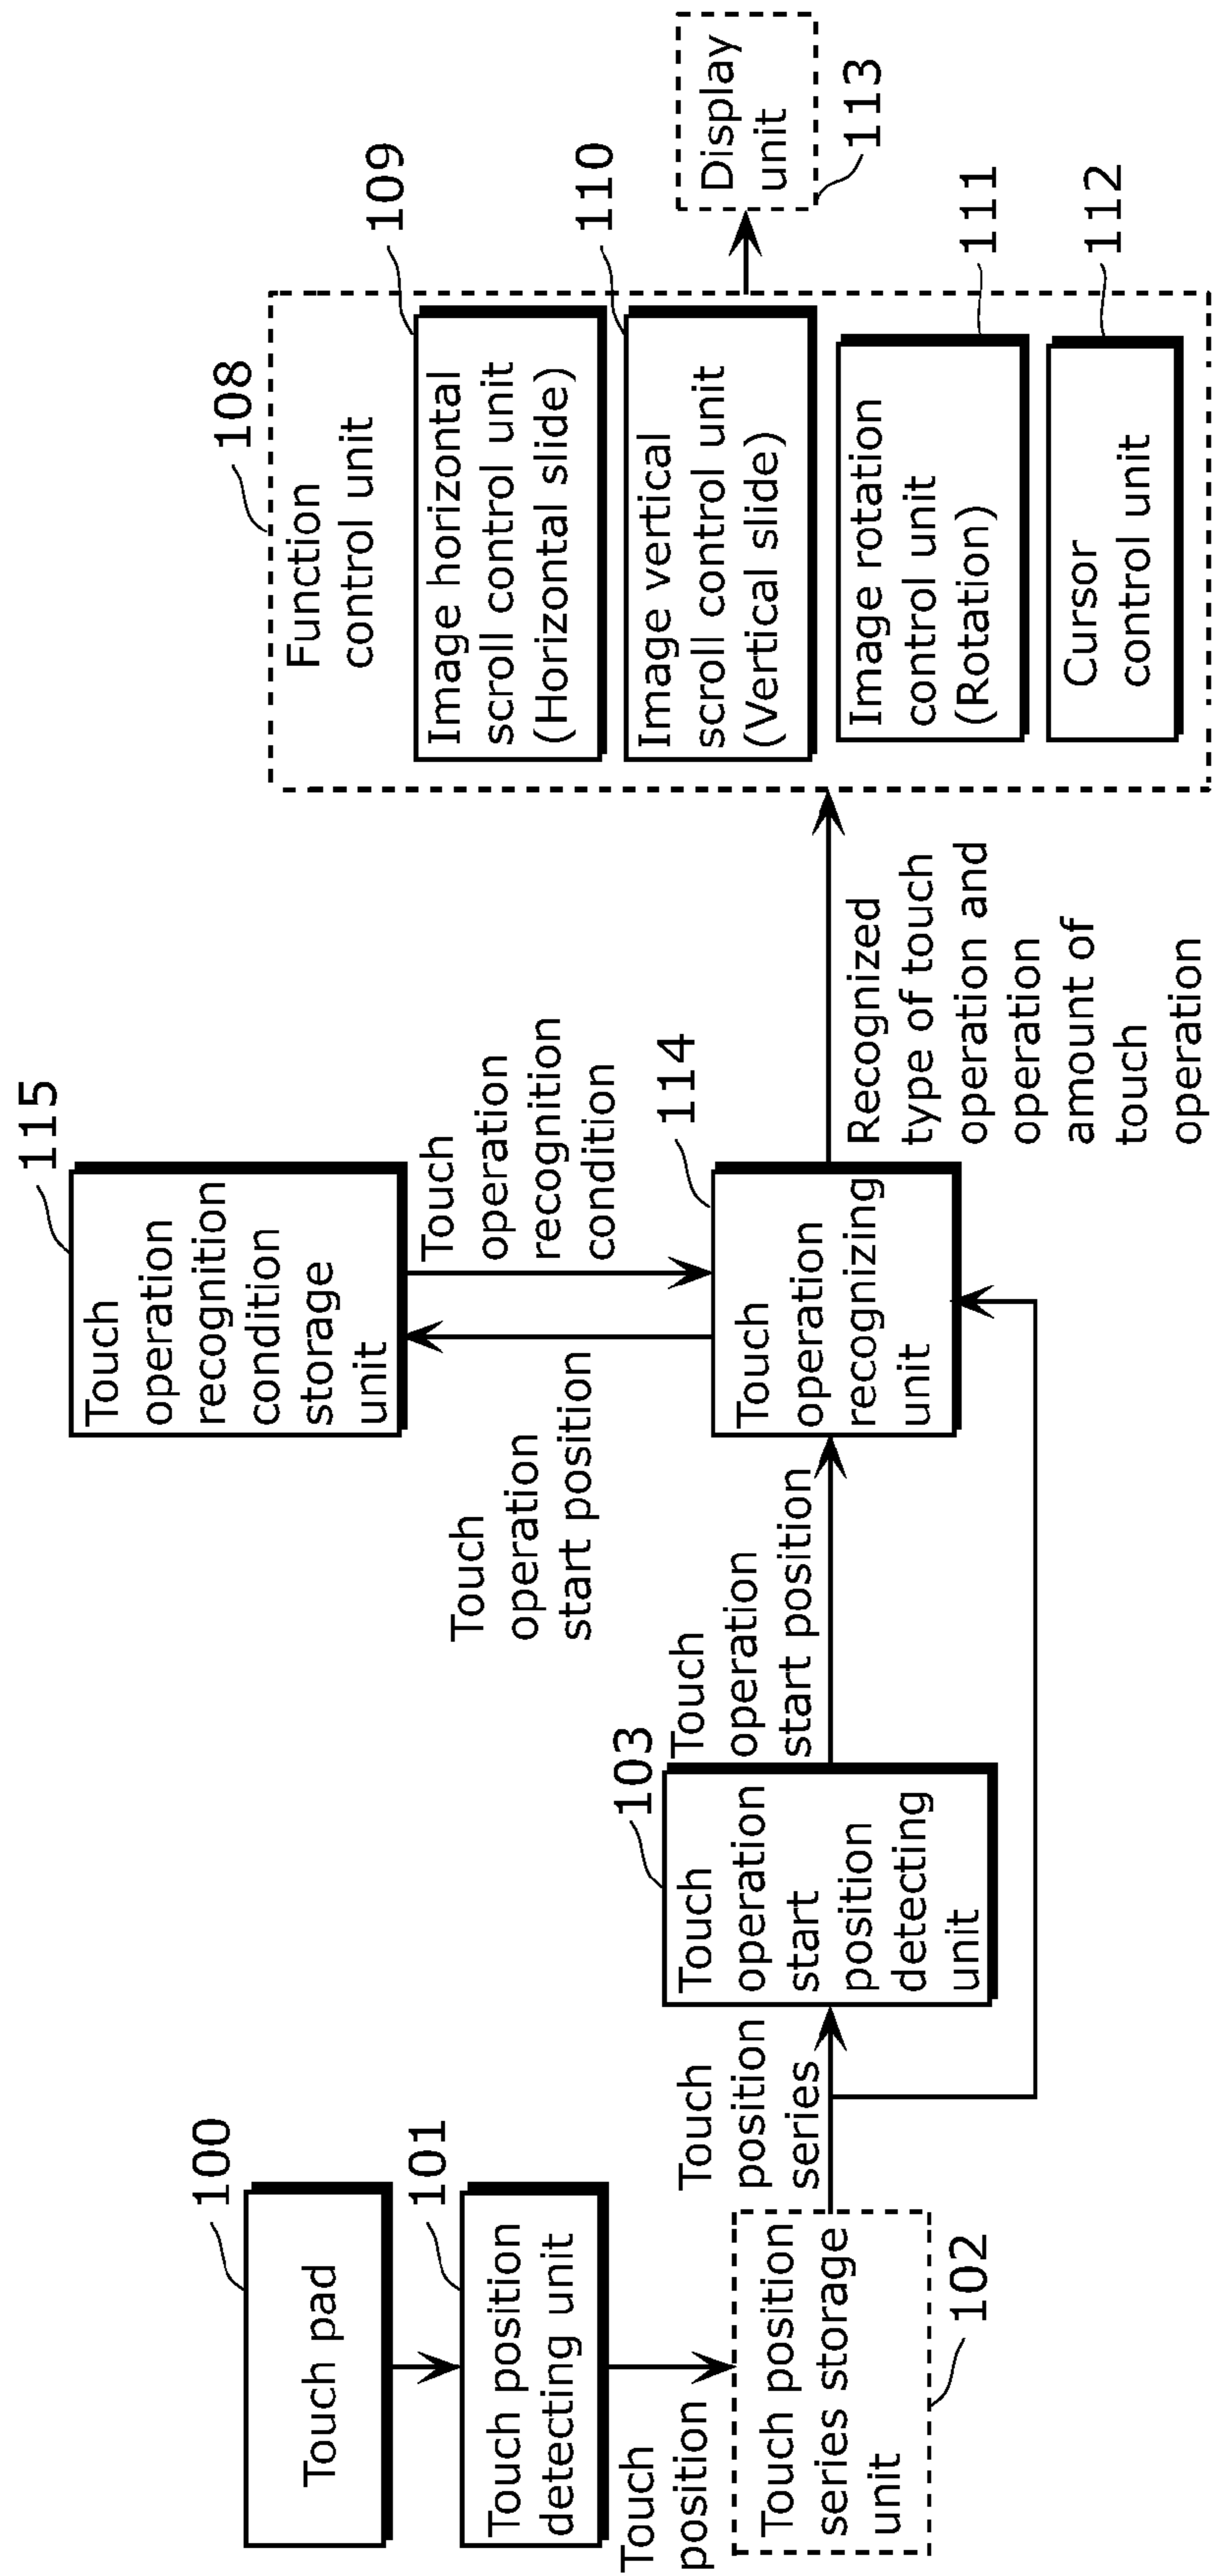 100
Touch pad
101
Touch position
detecting unit
Touch
position
Touch position
series storage
unit
102
Touch
position
series
103
Touch
operation
start
position
detecting
unit
Touch
operation
start position
115
Touch
operation
recognition
condition
storage
unit
Touch
operation
start position
Touch
operation
recognition
condition
114
Touch
operation
recognizing
unit
Recognized
type of touch
operation and
operation
amount of
touch
operation
108
Function
control unit
109
Image horizontal
scroll control unit
(Horizontal slide)
110
Image vertical
scroll control unit
(Vertical slide)
111
Image rotation
control unit
(Rotation)
112
Cursor
control unit
Display
unit
113